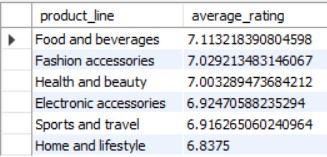 product_line average_rating
Food and beverages 7.113218390804598
Fashion accessories 7.029213483146067
Health and beauty 7.003289473684212
Electronic accessories 6.92470588235294
Sports and travel 6.916265060240964
Home and lifestyle 6.8375